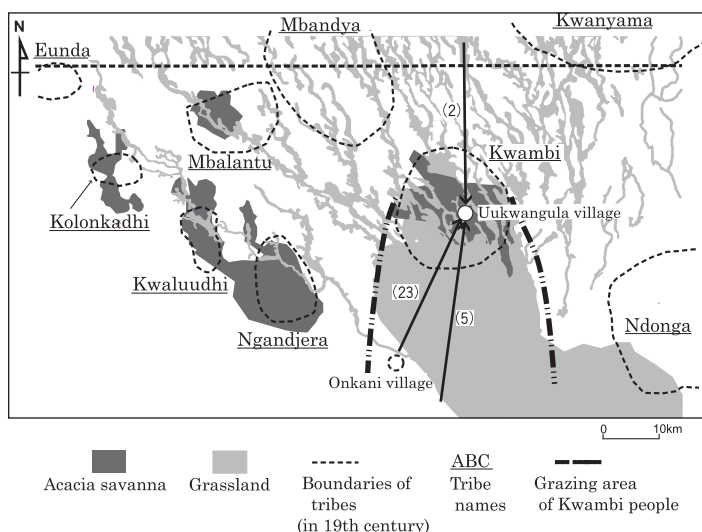 N
Eunda
Mbandya
Kwanyama
(2)
Mbalantu
Kwambi
Uukwangula village
Kolonkadhi
Kwaluudhi
(23)
(5)
Ngandjera
Ndonga
Onkani village
0 10km
Acacia savanna
Grassland
Boundaries of
tribes
(in 19th century)
ABC
Tribe
names
Grazing area
of Kwambi people